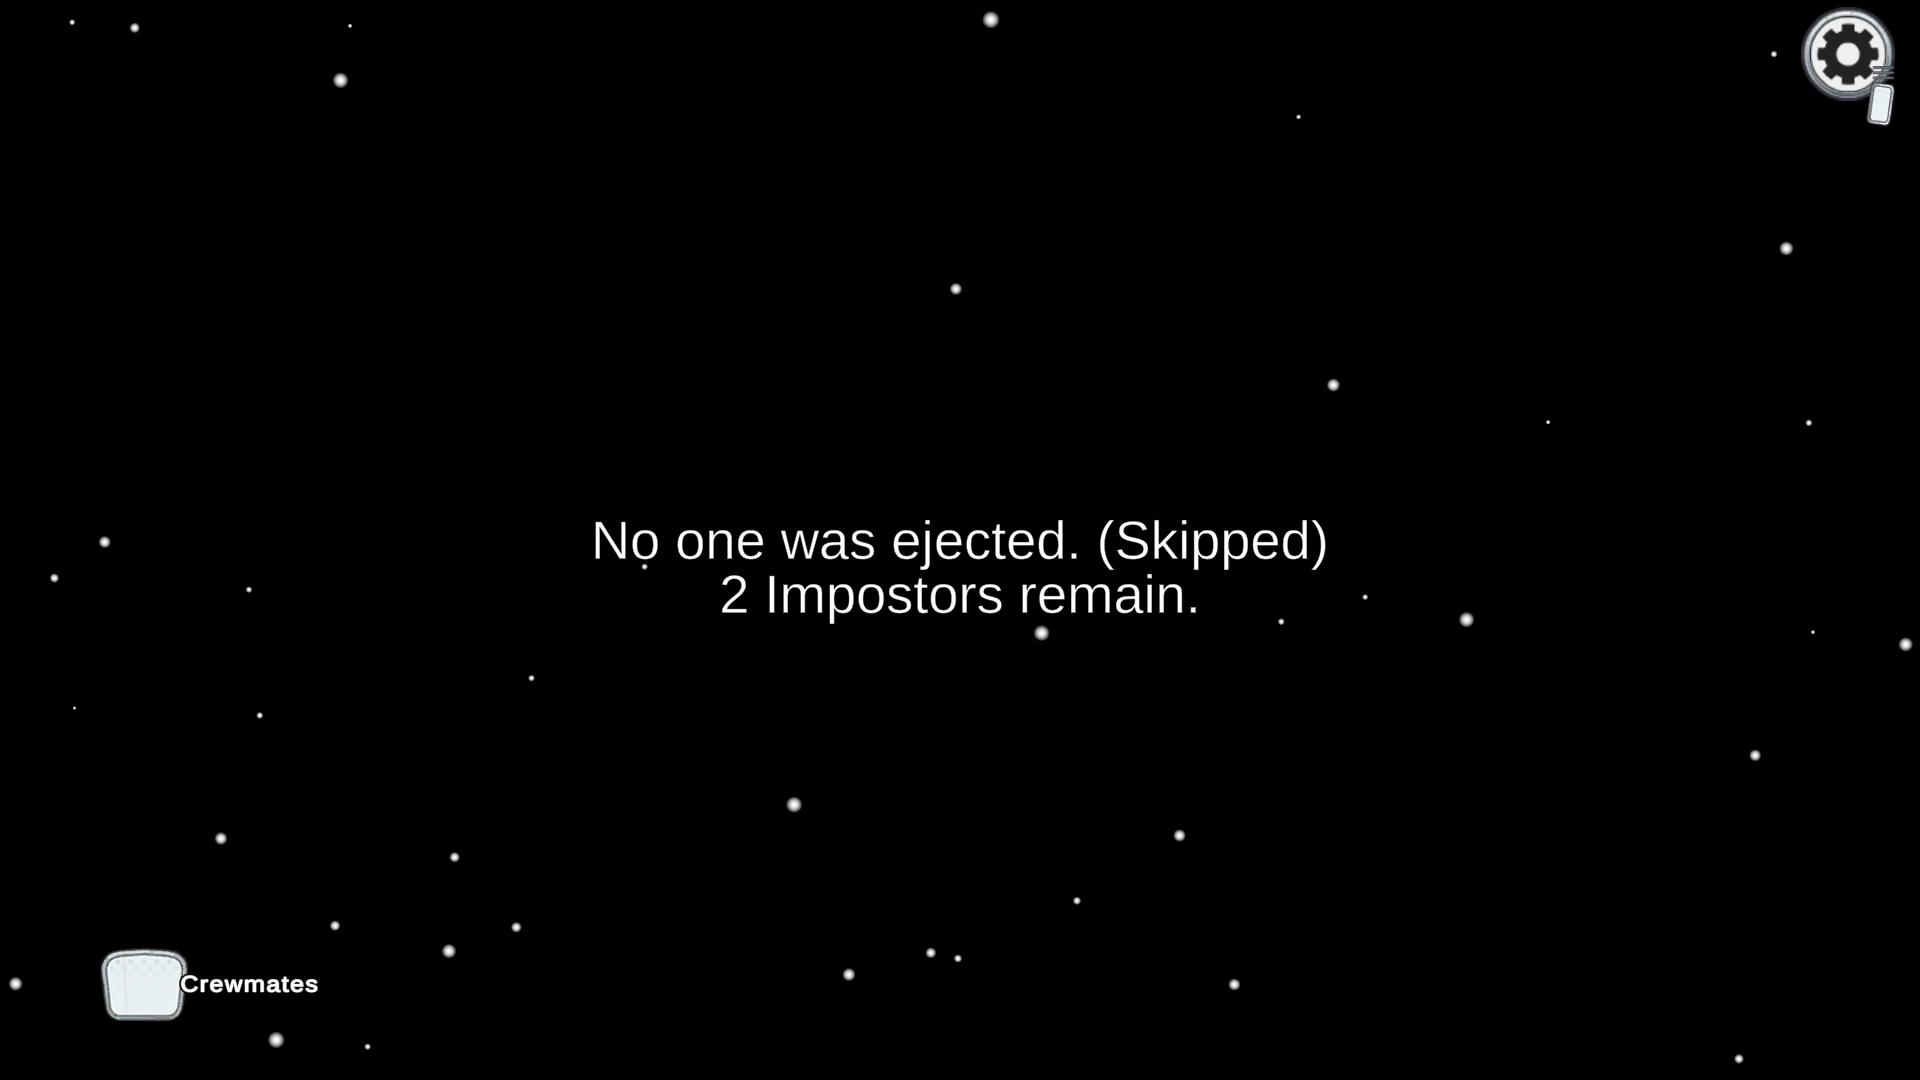 No one was ejected. (Skipped)
2 Impostors remain.
Crewmates